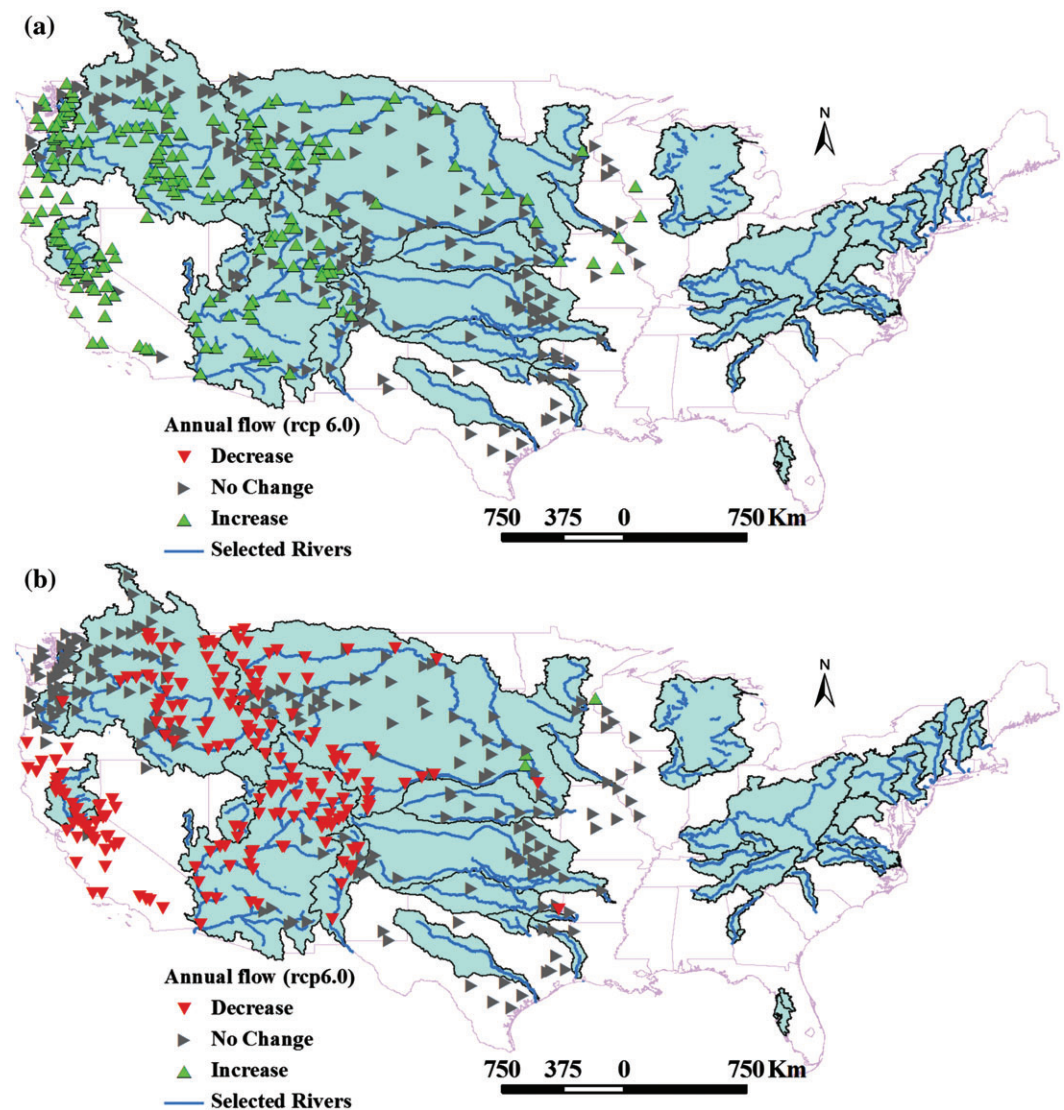 (a)
N
Annual flow (rcp 6.0)
Decrease
No Change
Increase
Selected Rivers
750 375 0 750 Km
(b)
N
Annual flow (rcp6.0)
Decrease
No Change
Increase
Selected Rivers
750 375 0 750 Km